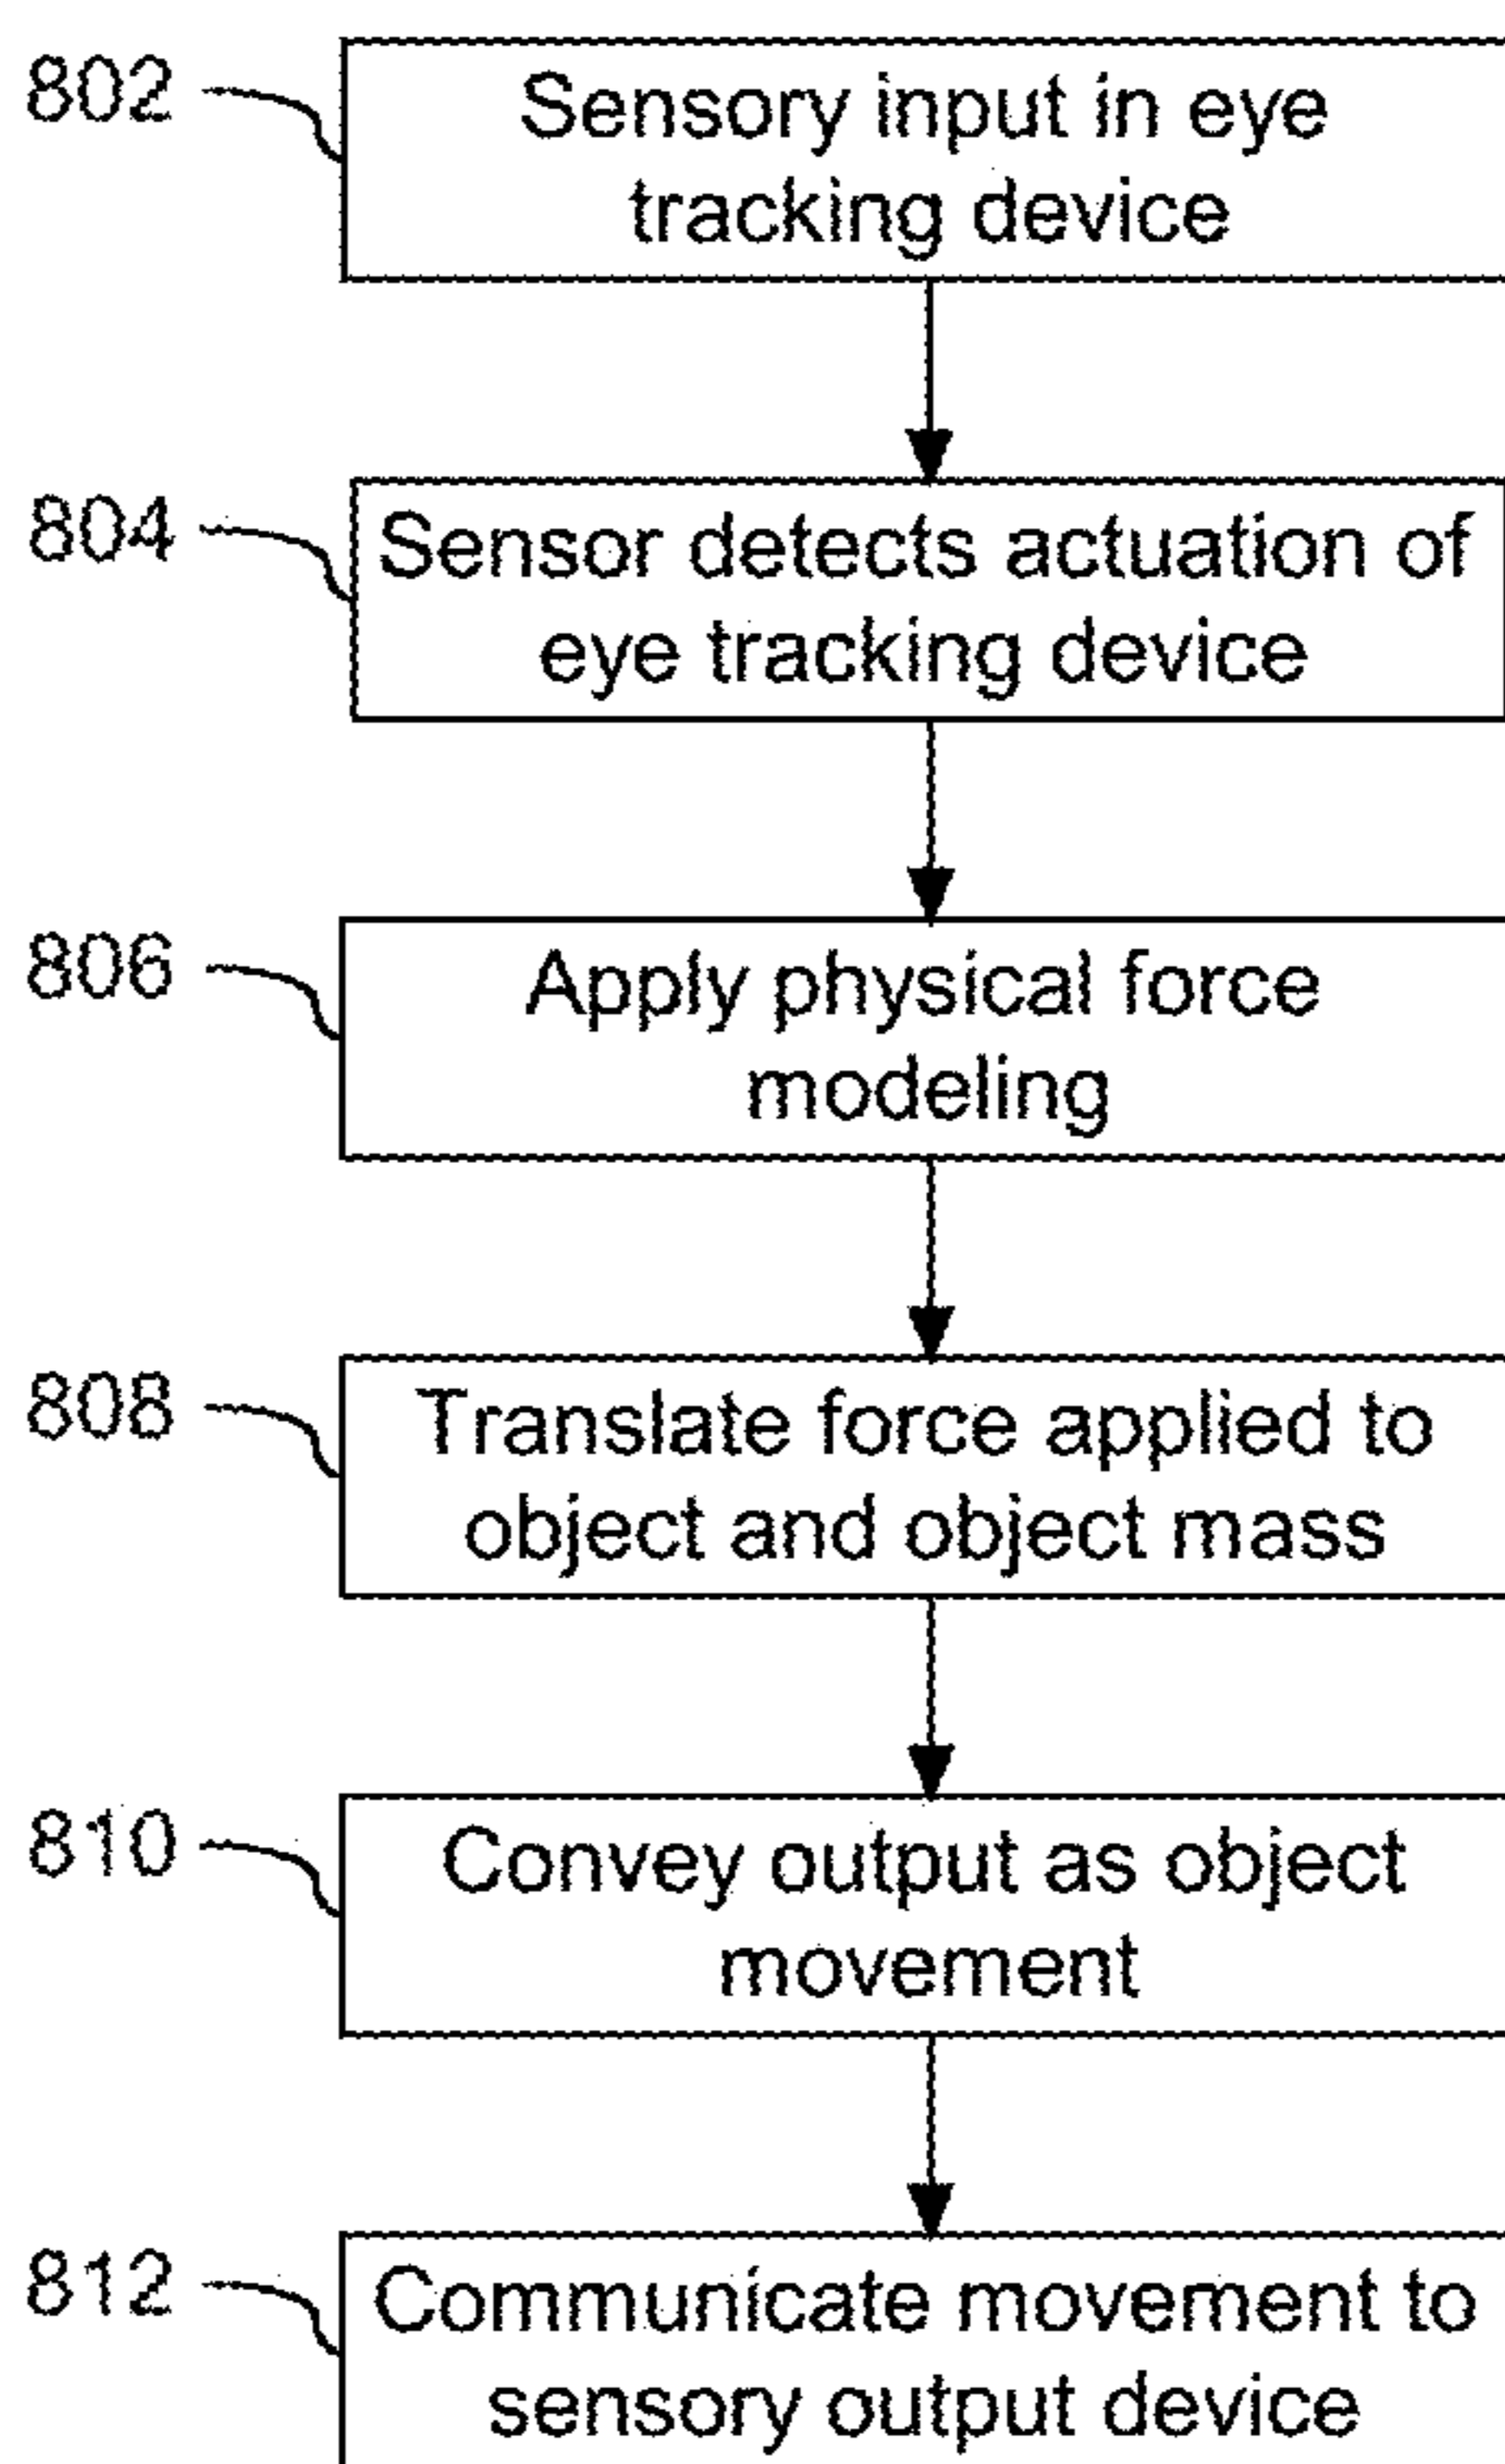 802
Sensory input in eye
tracking device
804
Sensor detects actuation of
eye tracking device
806
Apply physical force
modeling
808
Translate force applied to
object and object mass
810
Convey output as object
movement
812
Communicate movement to
sensory output device